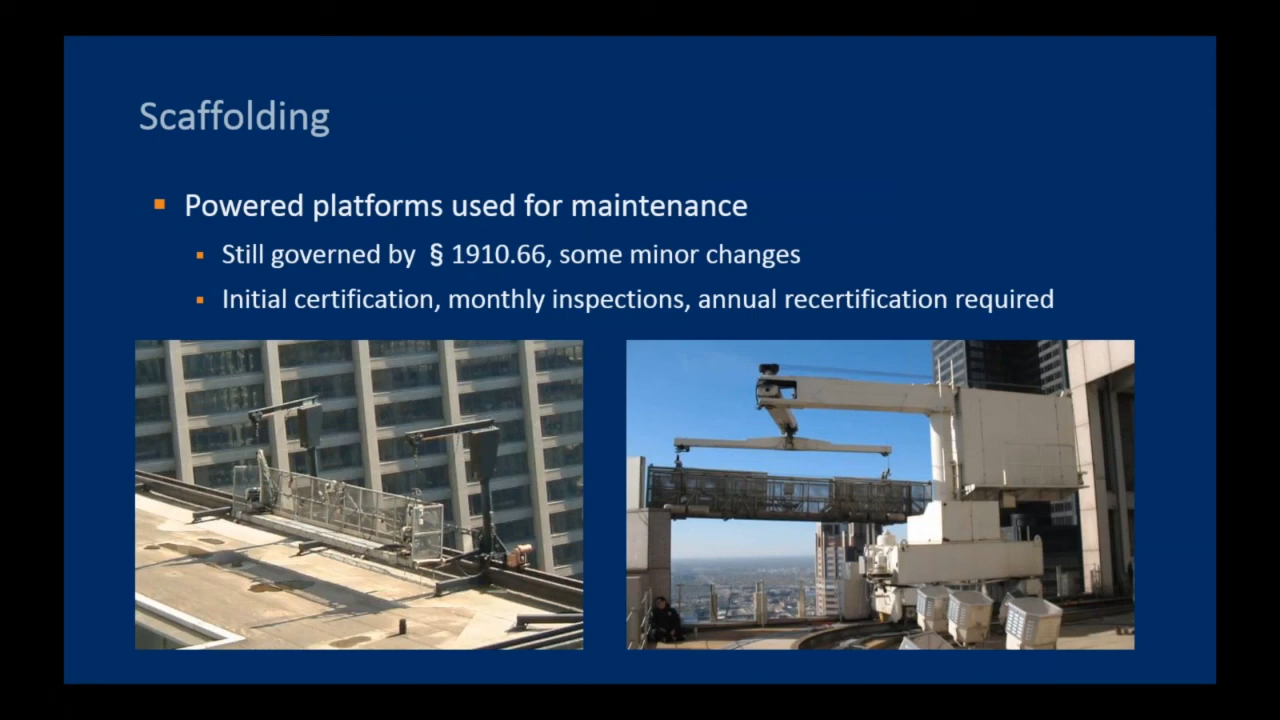 Scaffolding
Powered platforms used for maintenance
Still governed by § 1910.66, some minor changes
Initial certification, monthly inspections, annual recertification required